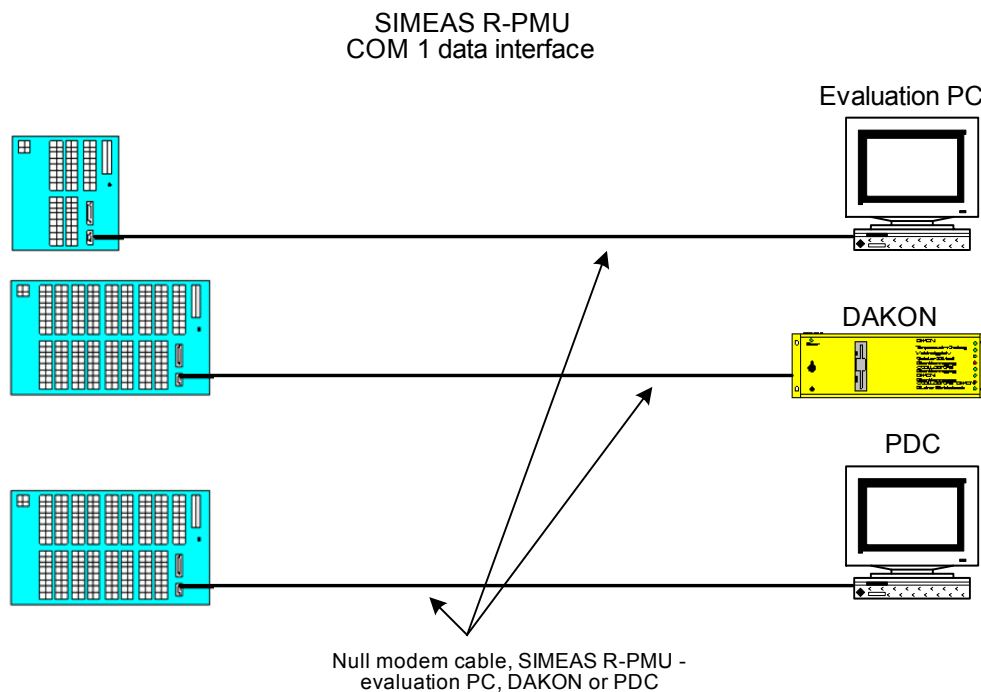 SIMEAS R-PMU
COM 1 data interface
Evaluation PC
DAKON
PDC
Null modem cable, SIMEAS R-PMU -
evaluation PC, DAKON or PDC